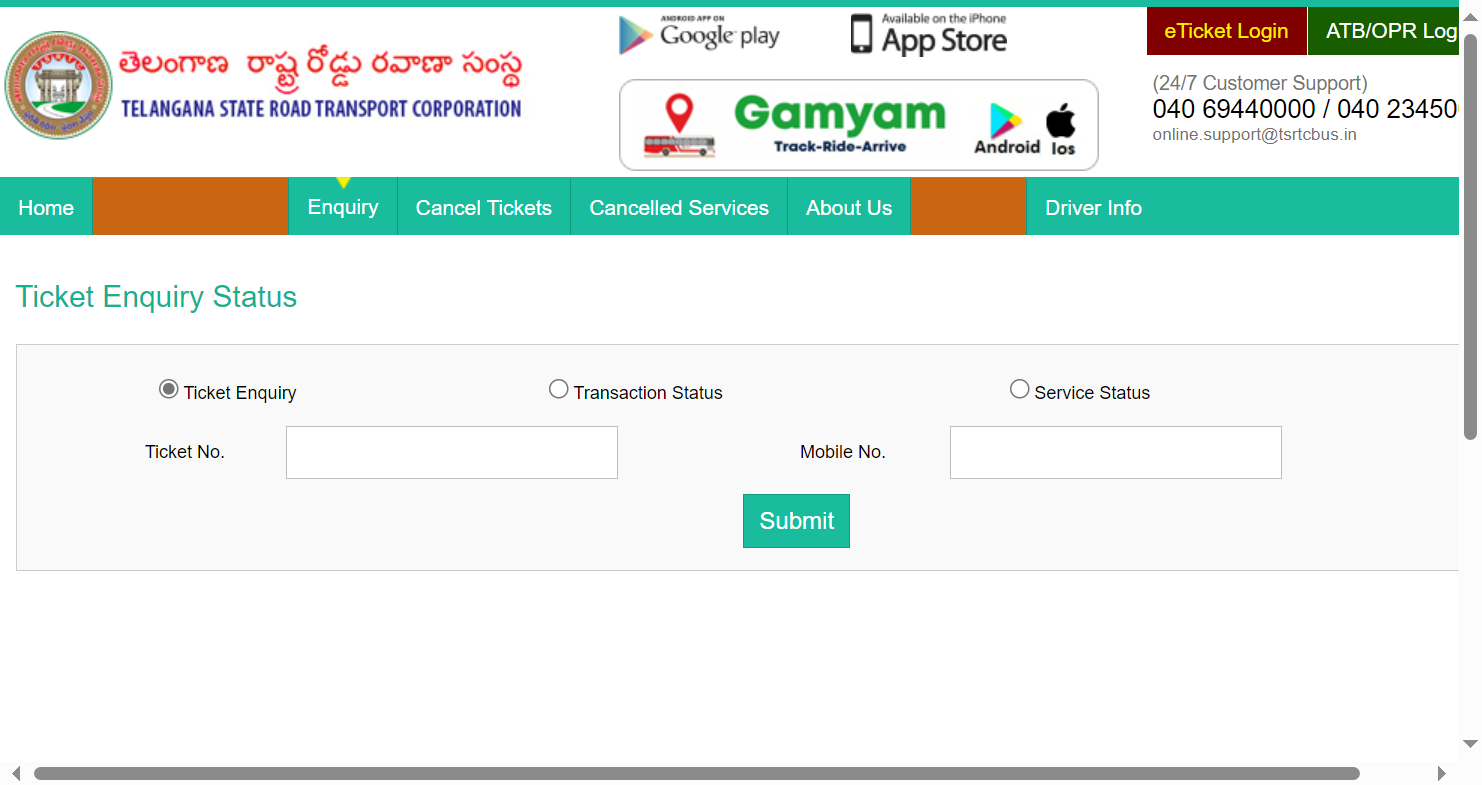 తెలంగాణ రాష్ట్ర రోడ్డు రవాణా సంస్థ
TELANGANA STATE ROAD TRANSPORT CORPORATION
ANDROID APP ON
Google play
Available on the iPhone
App Store
Gamyam
Track-Ride-Arrive
Android
Ios
eTicket Login
ATB/OPR Log
(24/7 Customer Support)
040 69440000 / 040 23450
online.support@tsrtcbus.in
Home
Enquiry
Cancel Tickets
Cancelled Services
About Us
Driver Info
Ticket Enquiry Status
Ticket Enquiry
Transaction Status
Service Status
Ticket No.
Mobile No.
Submit